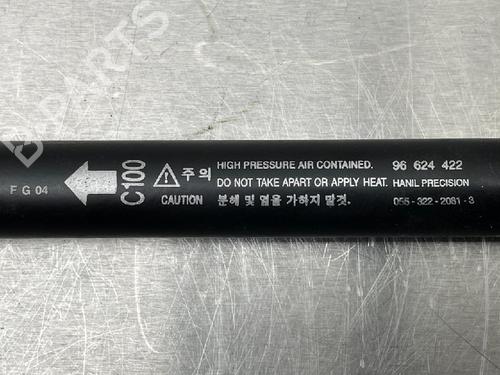 B-PARTS
F G 04
C100
주의
CAUTION
HIGH PRESSURE AIR CONTAINED.
DO NOT TAKE APART OR APPLY HEAT.
분해 및 열을 가하지 말것.
96 624 422
HANIL PRECISION
055 - 322 - 2081 - 3